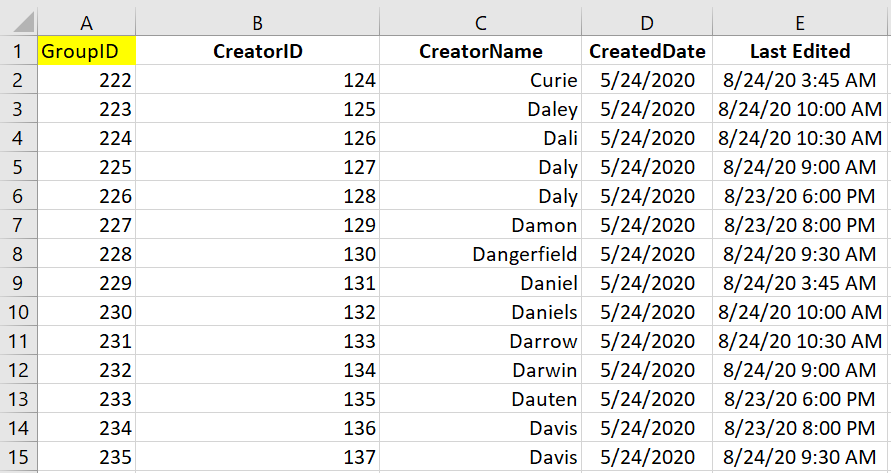 A B C D E
1 GroupID CreatorID CreatorName CreatedDate Last Edited
2 222 124 Curie 5/24/2020 8/24/20 3:45 AM
3 223 125 Daley 5/24/2020 8/24/20 10:00 AM
4 224 126 Dali 5/24/2020 8/24/20 10:30 AM
5 225 127 Daly 5/24/2020 8/24/20 9:00 AM
6 226 128 Daly 5/24/2020 8/23/20 6:00 PM
7 227 129 Damon 5/24/2020 8/23/20 8:00 PM
8 228 130 Dangerfield 5/24/2020 8/24/20 9:30 AM
9 229 131 Daniel 5/24/2020 8/24/20 3:45 AM
10 230 132 Daniels 5/24/2020 8/24/20 10:00 AM
11 231 133 Darrow 5/24/2020 8/24/20 10:30 AM
12 232 134 Darwin 5/24/2020 8/24/20 9:00 AM
13 233 135 Dauten 5/24/2020 8/23/20 6:00 PM
14 234 136 Davis 5/24/2020 8/23/20 8:00 PM
15 235 137 Davis 5/24/2020 8/24/20 9:30 AM